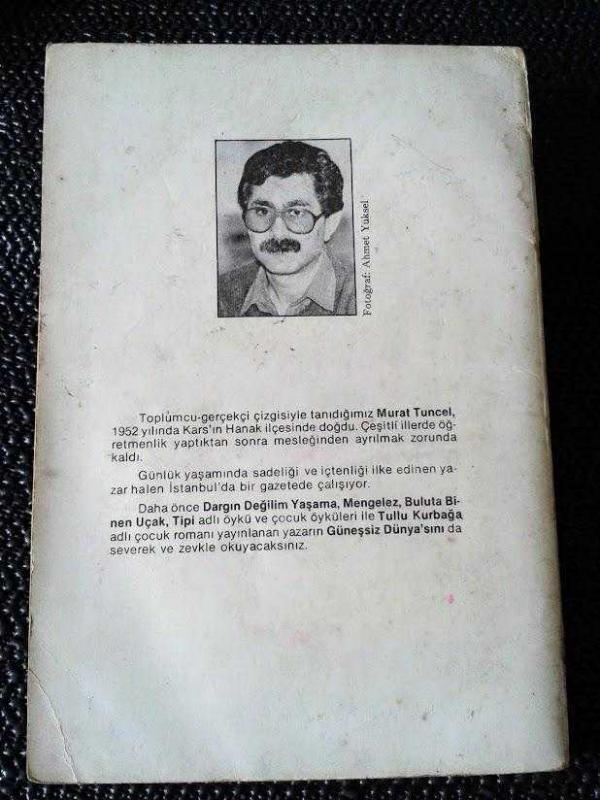 Fotoğraf: Ahmet Yüksel
Toplumcu-gerçekçi çizgisiyle tanıdığımız Murat Tuncel,
1952 yılında Kars'ın Hanak ilçesinde doğdu. Çeşitli illerde öğ-
retmenlik yaptıktan sonra mesleğinden ayrılmak zorunda
kaldı.
Günlük yaşamında sadeliği ve içtenliği ilke edinen ya-
zar halen İstanbul'da bir gazetede çalışıyor.
Daha önce Dargın Değilim Yaşama, Mengelez, Buluta Bi-
nen Uçak, Tipi adlı öykü ve çocuk öyküleri ile Tullu Kurbağa
adlı çocuk romanı yayınlanan yazarın Güneşsiz Dünya'sını da
severek ve zevkle okuyacaksınız.